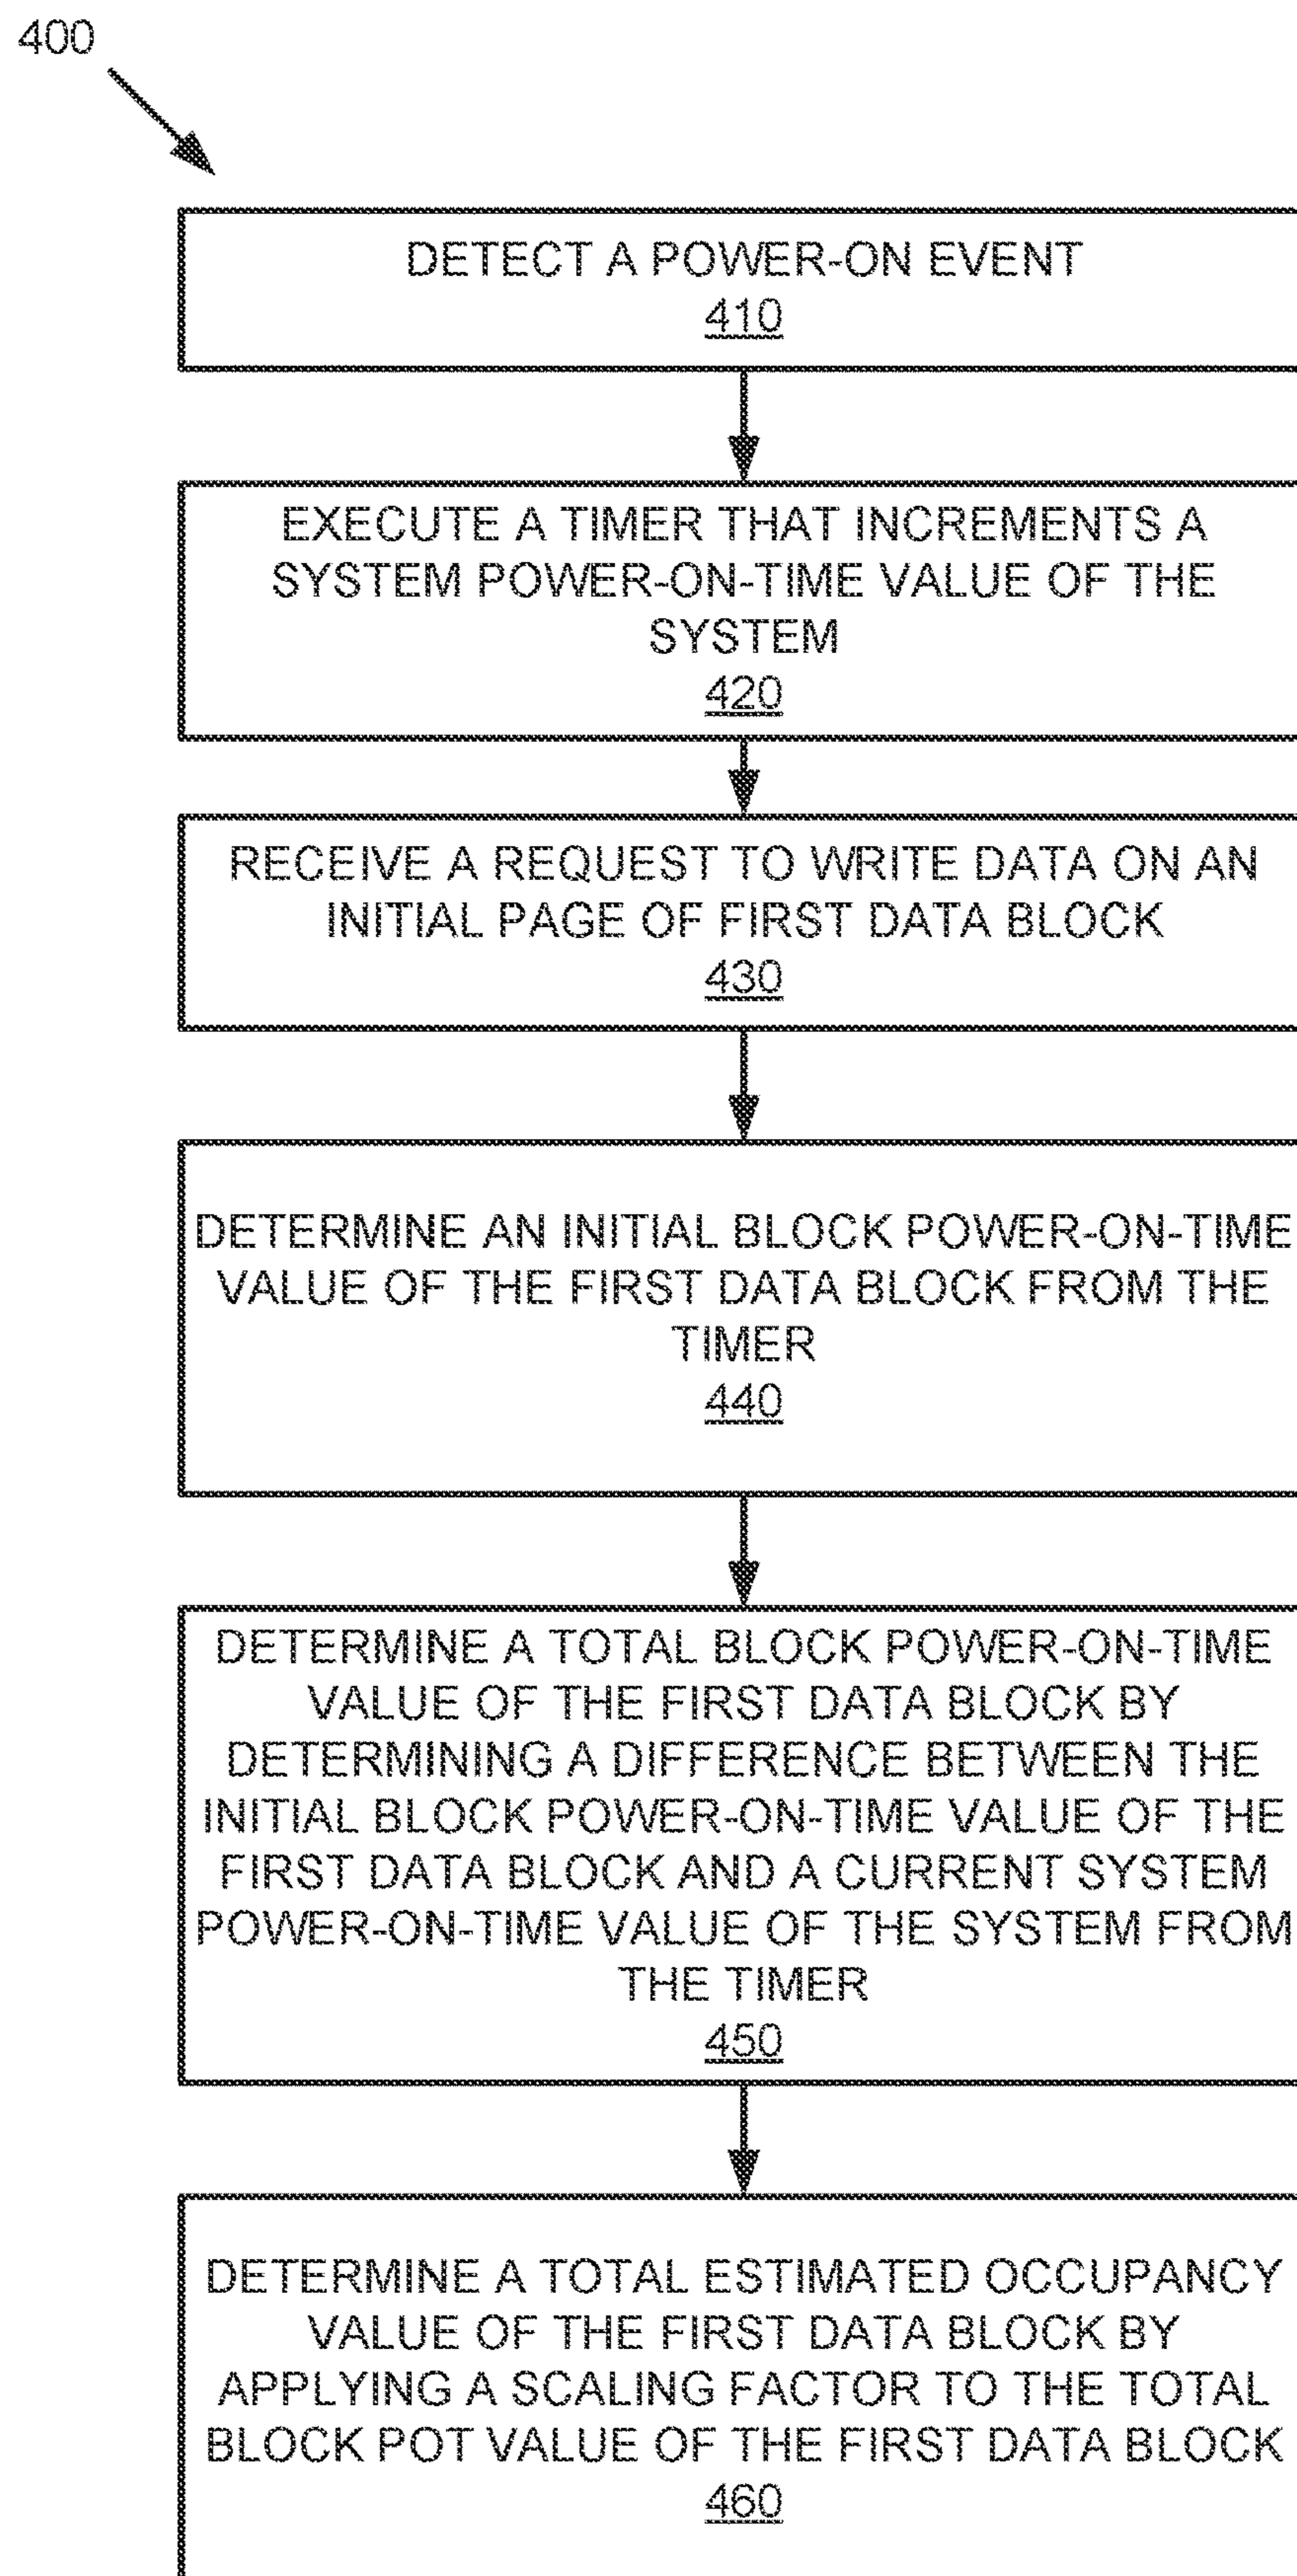 400
DETECT A POWER-ON EVENT
410
EXECUTE A TIMER THAT INCREMENTS A
SYSTEM POWER-ON-TIME VALUE OF THE
SYSTEM
420
RECEIVE A REQUEST TO WRITE DATA ON AN
INITIAL PAGE OF FIRST DATA BLOCK
430
DETERMINE AN INITIAL BLOCK POWER-ON-TIME
VALUE OF THE FIRST DATA BLOCK FROM THE
TIMER
440
DETERMINE A TOTAL BLOCK POWER-ON-TIME
VALUE OF THE FIRST DATA BLOCK BY
DETERMINING A DIFFERENCE BETWEEN THE
INITIAL BLOCK POWER-ON-TIME VALUE OF THE
FIRST DATA BLOCK AND A CURRENT SYSTEM
POWER-ON-TIME VALUE OF THE SYSTEM FROM
THE TIMER
450
DETERMINE A TOTAL ESTIMATED OCCUPANCY
VALUE OF THE FIRST DATA BLOCK BY
APPLYING A SCALING FACTOR TO THE TOTAL
BLOCK POT VALUE OF THE FIRST DATA BLOCK
460